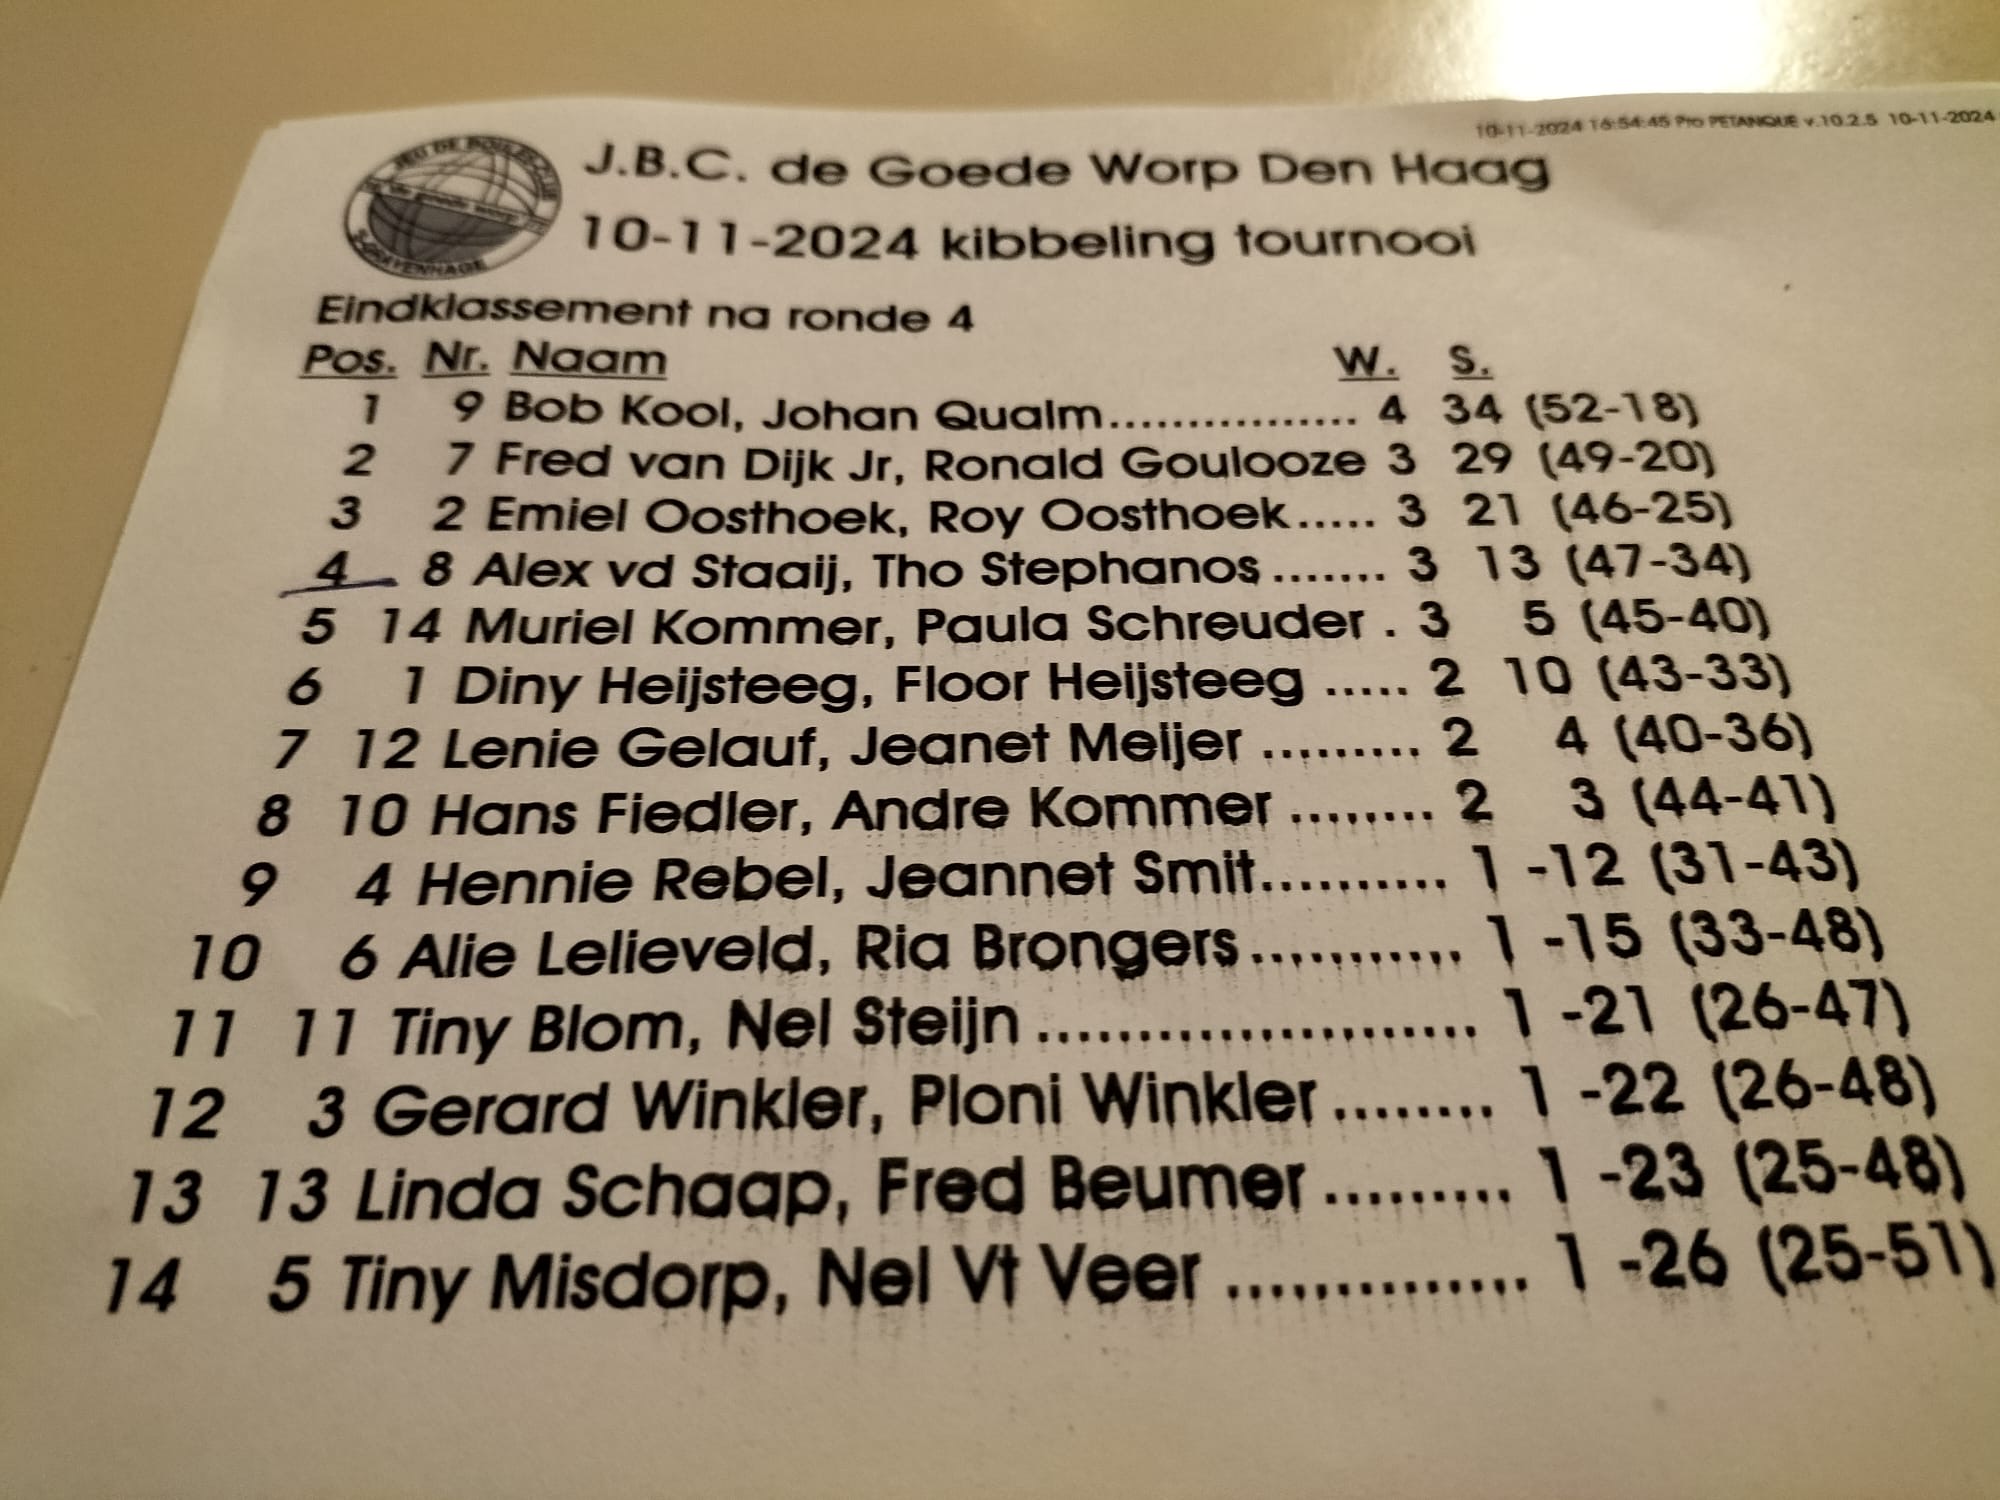 10-11-2024 16:54:45 Pro PETANQUE v.10.2.5 10-11-2024
JEU DE BOULES CLUB
de goede worp
'S-GRAVENHAGE
J.B.C. de Goede Worp Den Haag
10-11-2024 kibbeling tournooi
Eindklassement na ronde 4
Pos. Nr. Naam W. S.
1 9 Bob Kool, Johan Qualm................ 4 34 (52-18)
2 7 Fred van Dijk Jr, Ronald Goulooze 3 29 (49-20)
3 2 Emiel Oosthoek, Roy Oosthoek..... 3 21 (46-25)
4 8 Alex vd Staaij, Tho Stephanos ....... 3 13 (47-34)
5 14 Muriel Kommer, Paula Schreuder . 3 5 (45-40)
6 1 Diny Heijsteeg, Floor Heijsteeg ..... 2 10 (43-33)
7 12 Lenie Gelauf, Jeanet Meijer ......... 2 4 (40-36)
8 10 Hans Fiedler, Andre Kommer ........ 2 3 (44-41)
9 4 Hennie Rebel, Jeannet Smit.......... 1 -12 (31-43)
10 6 Alie Lelieveld, Ria Brongers........... 1 -15 (33-48)
11 11 Tiny Blom, Nel Steijn ...................... 1 -21 (26-47)
12 3 Gerard Winkler, Ploni Winkler........ 1 -22 (26-48)
13 13 Linda Schaap, Fred Beumer ......... 1 -23 (25-48)
14 5 Tiny Misdorp, Nel Vt Veer .............. 1 -26 (25-51)